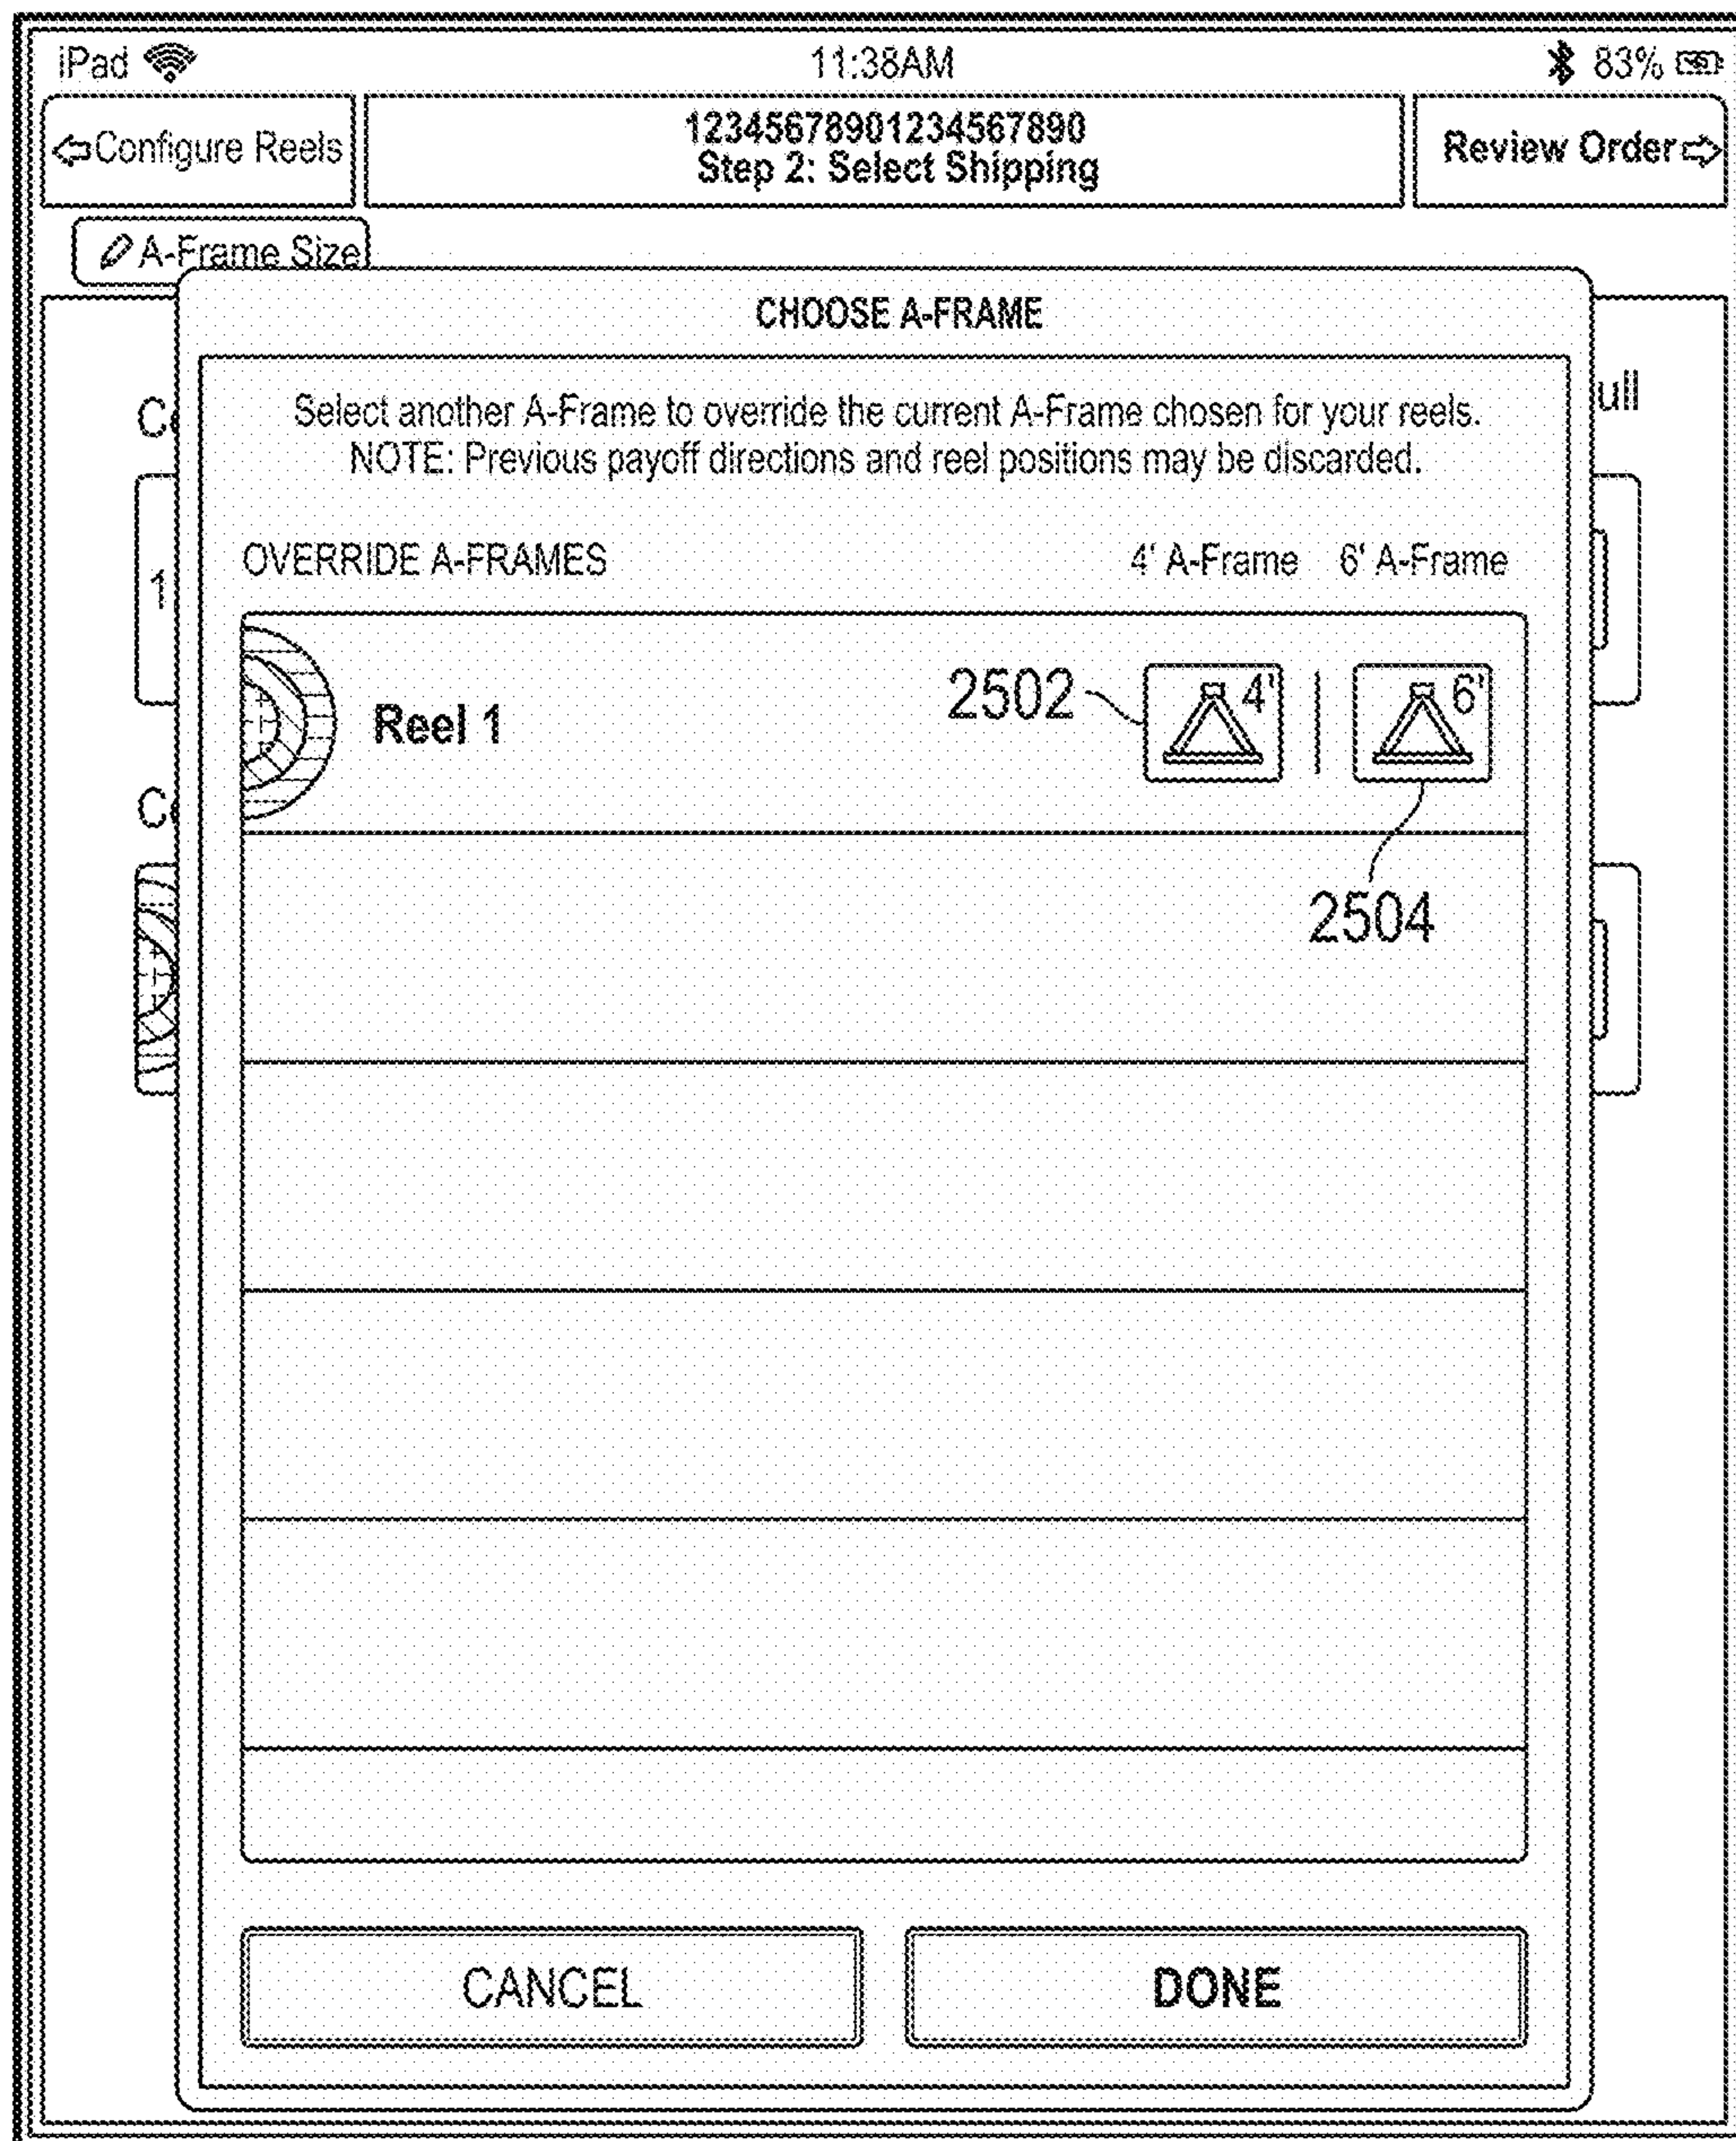 iPad 11:38AM 83%
Configure Reels
12345678901234567890
Step 2: Select Shipping
Review Order
A-Frame Size
CHOOSE A-FRAME
Select another A-Frame to override the current A-Frame chosen for your reels.
NOTE: Previous payoff directions and reel positions may be discarded.
OVERRIDE A-FRAMES 4' A-Frame 6' A-Frame
1
Reel 1 2502 4' 6'
2504
CANCEL DONE